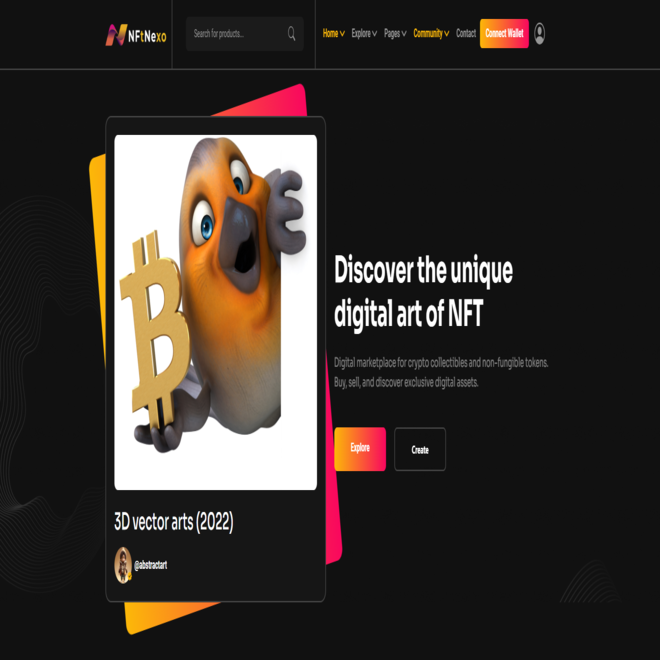 NFtNexo
Search for products...
Home
Explore
Pages
Community
Contact
Connect Wallet
Discover the unique
digital art of NFT
Digital marketplace for crypto collectibles and non-fungible tokens.
Buy, sell, and discover exclusive digital assets.
Explore
Create
3D vector arts (2022)
@abstractart